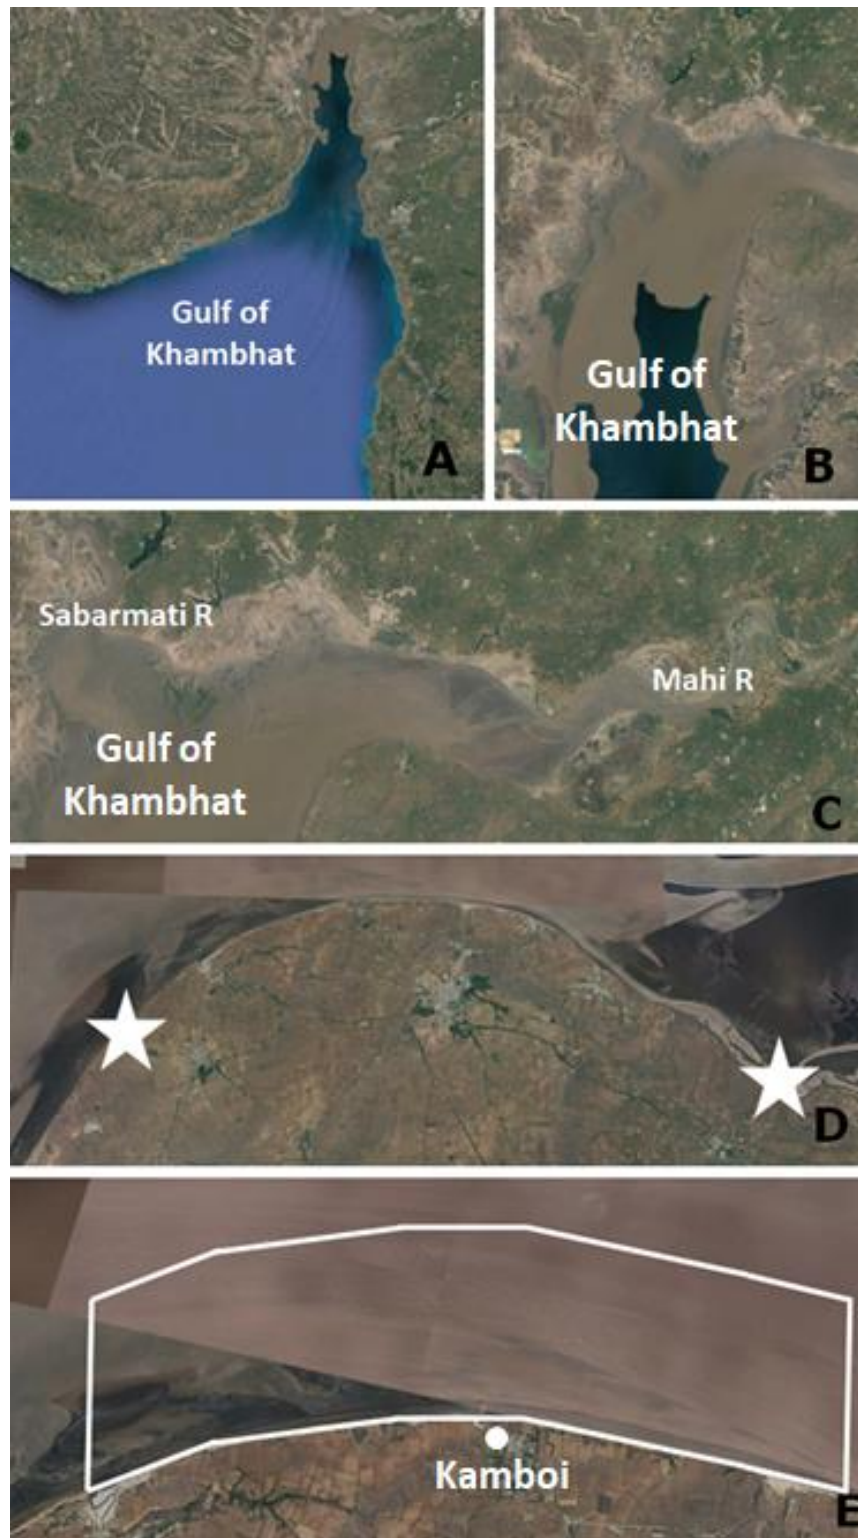 Gulf of
Khambhat
A
Gulf of
Khambhat
B
Sabarmati R
Mahi R
Gulf of
Khambhat
C
D
Kamboi
E